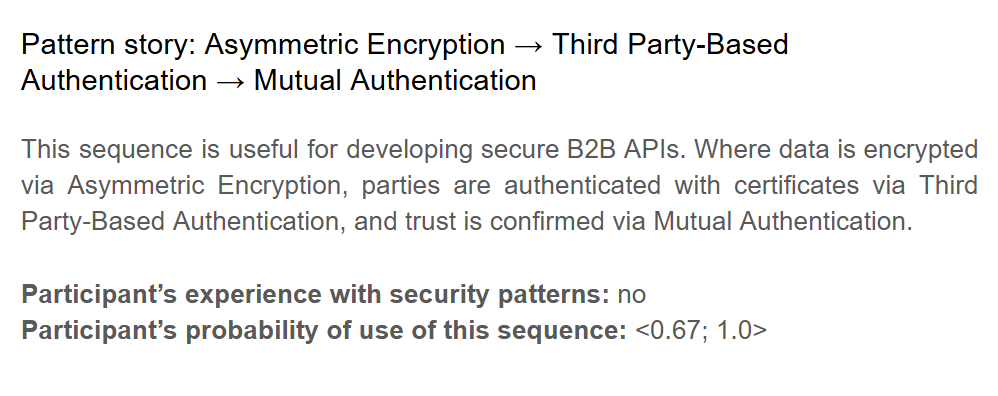 Pattern story: Asymmetric Encryption → Third Party-Based
Authentication → Mutual Authentication
This sequence is useful for developing secure B2B APIs. Where data is encrypted
via Asymmetric Encryption, parties are authenticated with certificates via Third
Party-Based Authentication, and trust is confirmed via Mutual Authentication.
Participant’s experience with security patterns: no
Participant’s probability of use of this sequence: <0.67; 1.0>